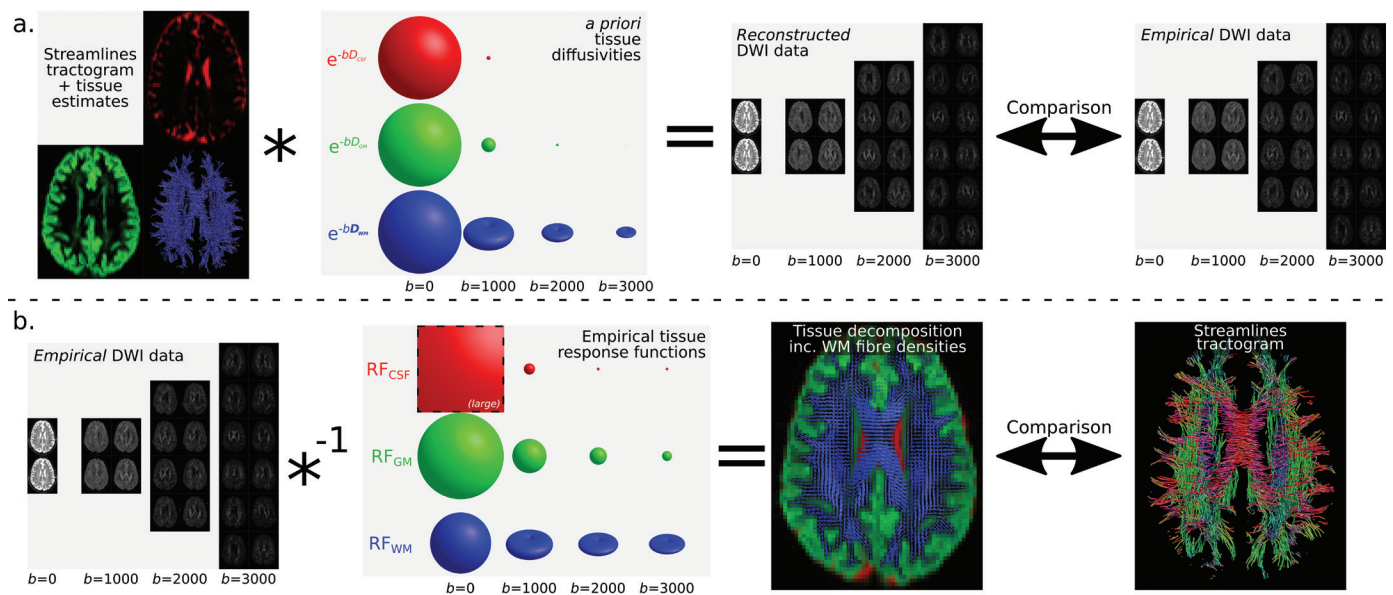 a.
Streamlines
tractogram
+ tissue
estimates
*
e-bDCSF
e-bDGM
e-bDWM
a priori
tissue
diffusivities
b=0 b=1000 b=2000 b=3000
=
Reconstructed
DWI data
b=0 b=1000 b=2000 b=3000
Comparison
Empirical DWI data
b=0 b=1000 b=2000 b=3000
b.
Empirical DWI data
b=0 b=1000 b=2000 b=3000
*-1
Empirical tissue
response functions
RFCSF
(large)
RFGM
RFWM
b=0 b=1000 b=2000 b=3000
=
Tissue decomposition
inc. WM fibre densities
Comparison
Streamlines
tractogram